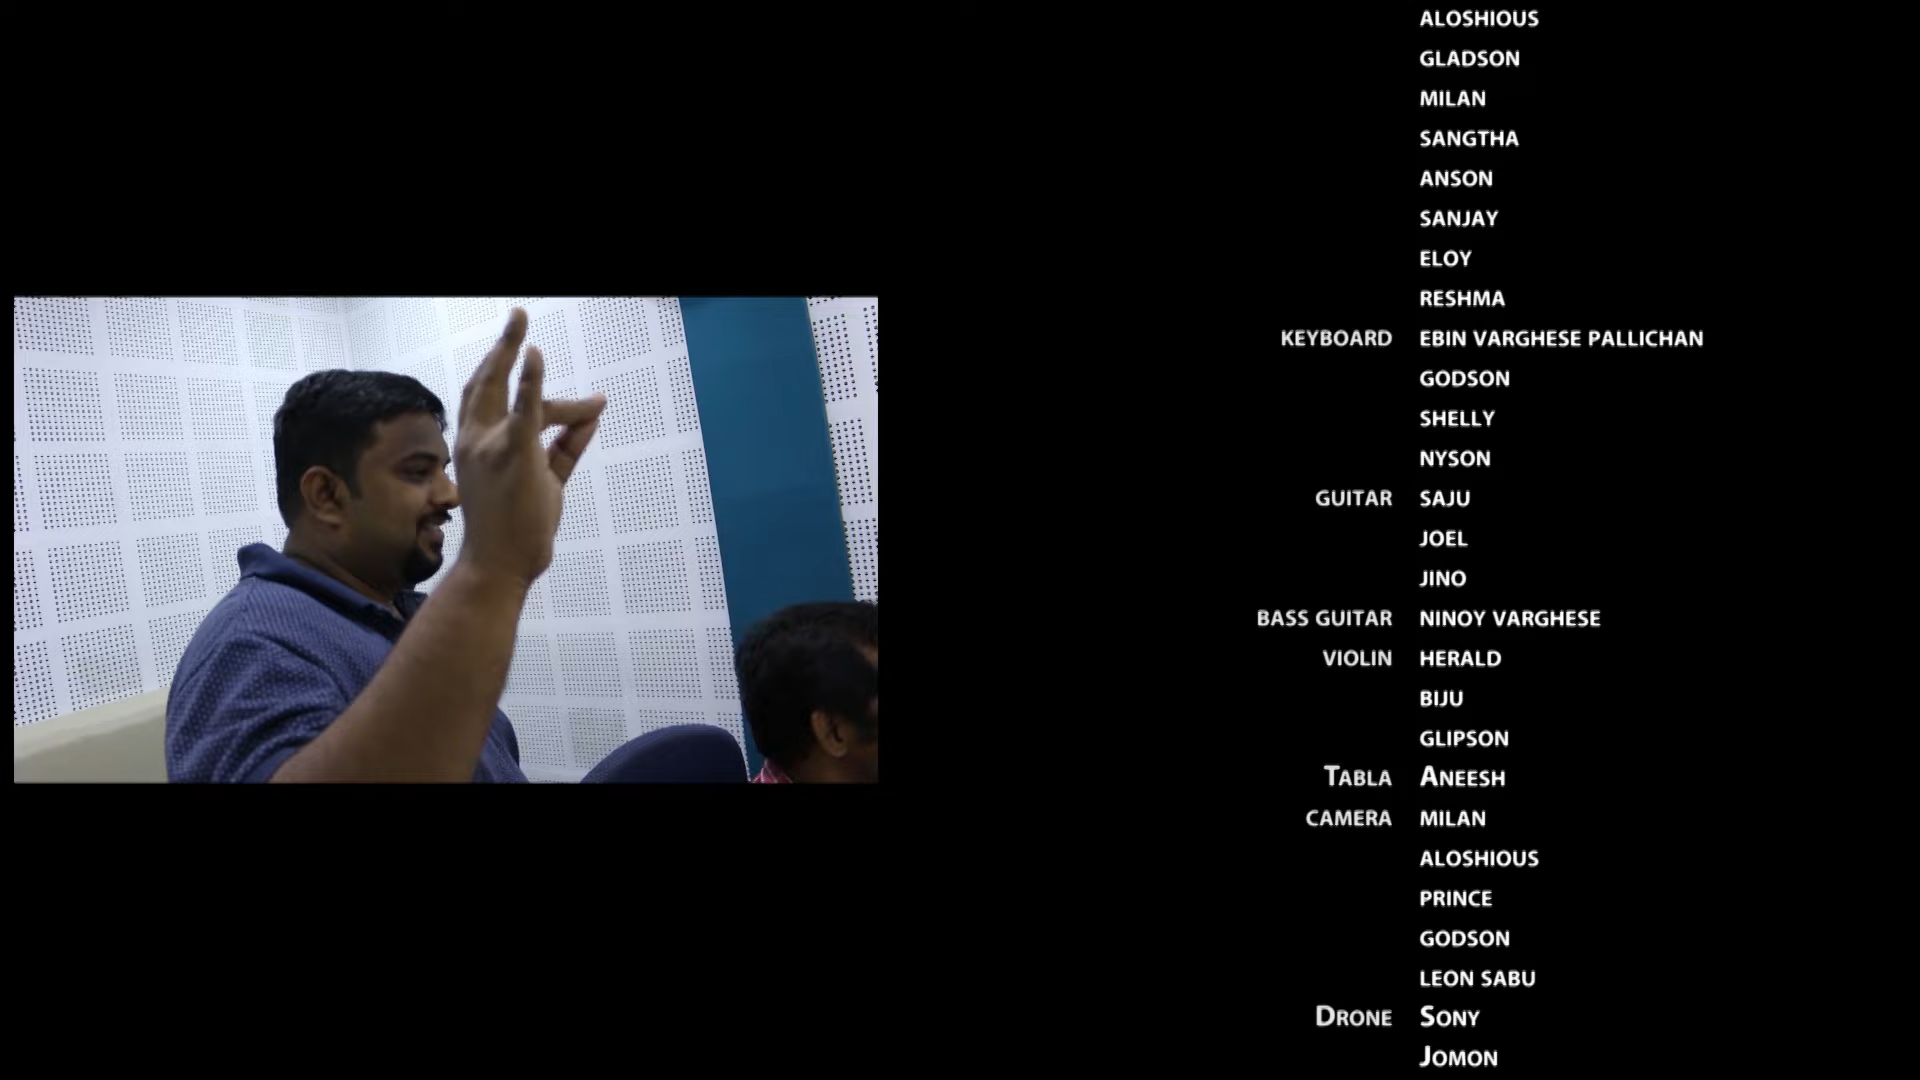 ALOSHIOUS
GLADSON
MILAN
SANGTHA
ANSON
SANJAY
ELOY
RESHMA
KEYBOARD EBIN VARGHESE PALLICHAN
GODSON
SHELLY
NYSON
GUITAR SAJU
JOEL
JINO
BASS GUITAR NINOY VARGHESE
VIOLIN HERALD
BIJU
GLIPSON
TABLA ANEESH
CAMERA MILAN
ALOSHIOUS
PRINCE
GODSON
LEON SABU
DRONE SONY
JOMON